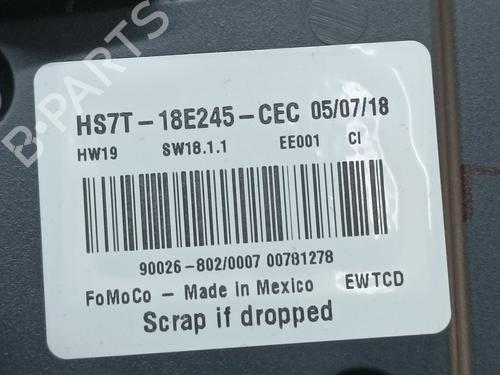 HS7T-18E245-CEC 05/07/18
HW19 SW18.1.1 EE001 CI
90026-802/0007 00781278
FoMoCo - Made in Mexico EWTCD
Scrap if dropped
B-PARTS